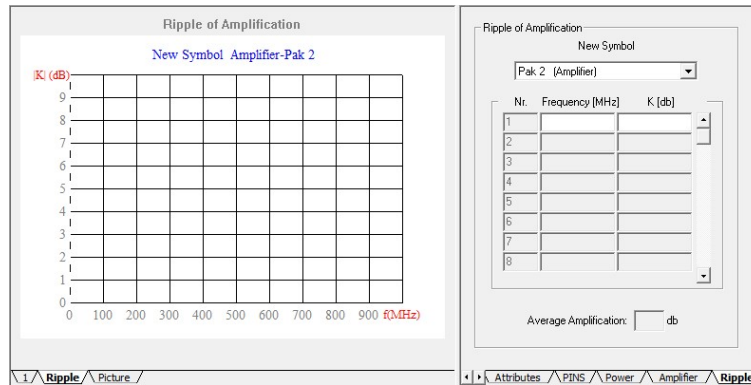 Ripple of Amplification
New Symbol Amplifier-Pak 2
|K| (dB)
9
8
7
6
5
4
3
2
1
0
0 100 200 300 400 500 600 700 800 900 f(MHz)
1 Ripple Picture
Ripple of Amplification
New Symbol
Pak 2 (Amplifier)
Nr. Frequency [MHz] K [db]
1
2
3
4
5
6
7
8
Average Amplification: db
Attributes PINS Power Amplifier Ripple